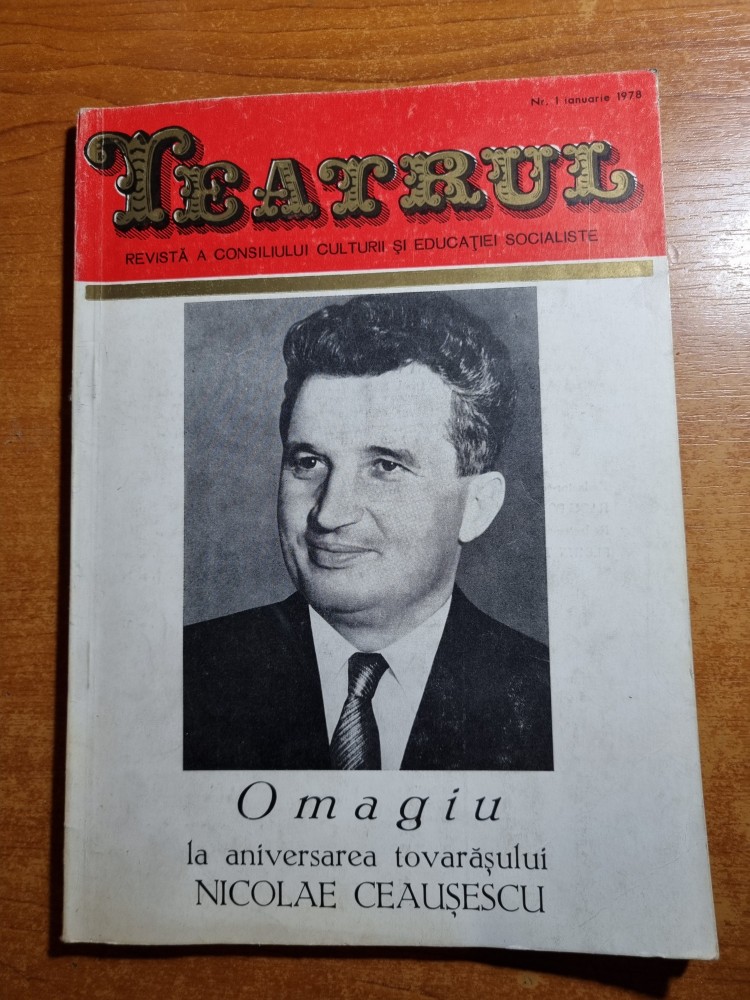 Nr. 1 ianuarie 1978
TEATRUL
REVISTĂ A CONSILIULUI CULTURII ȘI EDUCAȚIEI SOCIALISTE
Omagiu
la aniversarea tovarășului
NICOLAE CEAUȘESCU